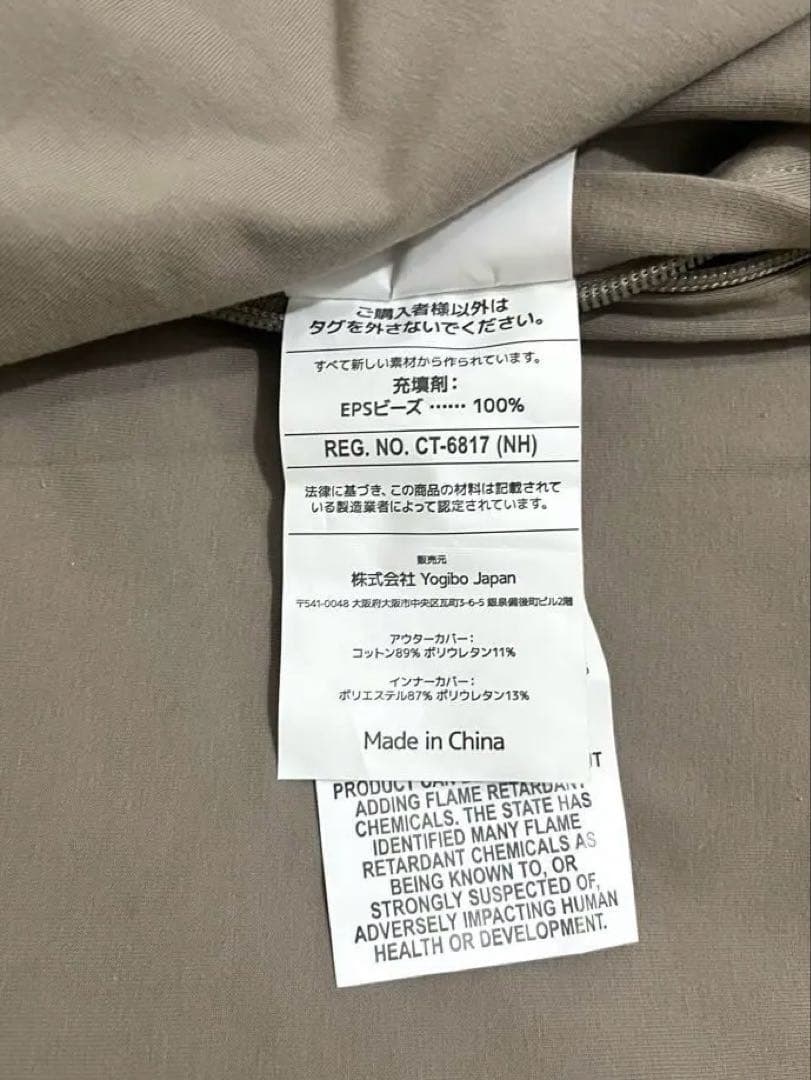 ご購入者様以外は
タグを外さないでください。
すべて新しい素材から作られています。
充填剤：
EPSビーズ …… 100%
REG. NO. CT-6817 (NH)
法律に基づき、この商品の材料は記載されて
いる製造業者によって認定されています。
販売元
株式会社 Yogibo Japan
〒541-0048 大阪府大阪市中央区瓦町3-6-5 銀泉備後町ビル2階
アウターカバー：
コットン89% ポリウレタン11%
インナーカバー：
ポリエステル87% ポリウレタン13%
Made in China
PRODUCT
ADDING FLAME RETARDANT
CHEMICALS. THE STATE HAS
IDENTIFIED MANY FLAME
RETARDANT CHEMICALS AS
BEING KNOWN TO, OR
STRONGLY SUSPECTED OF,
ADVERSELY IMPACTING HUMAN
HEALTH OR DEVELOPMENT.